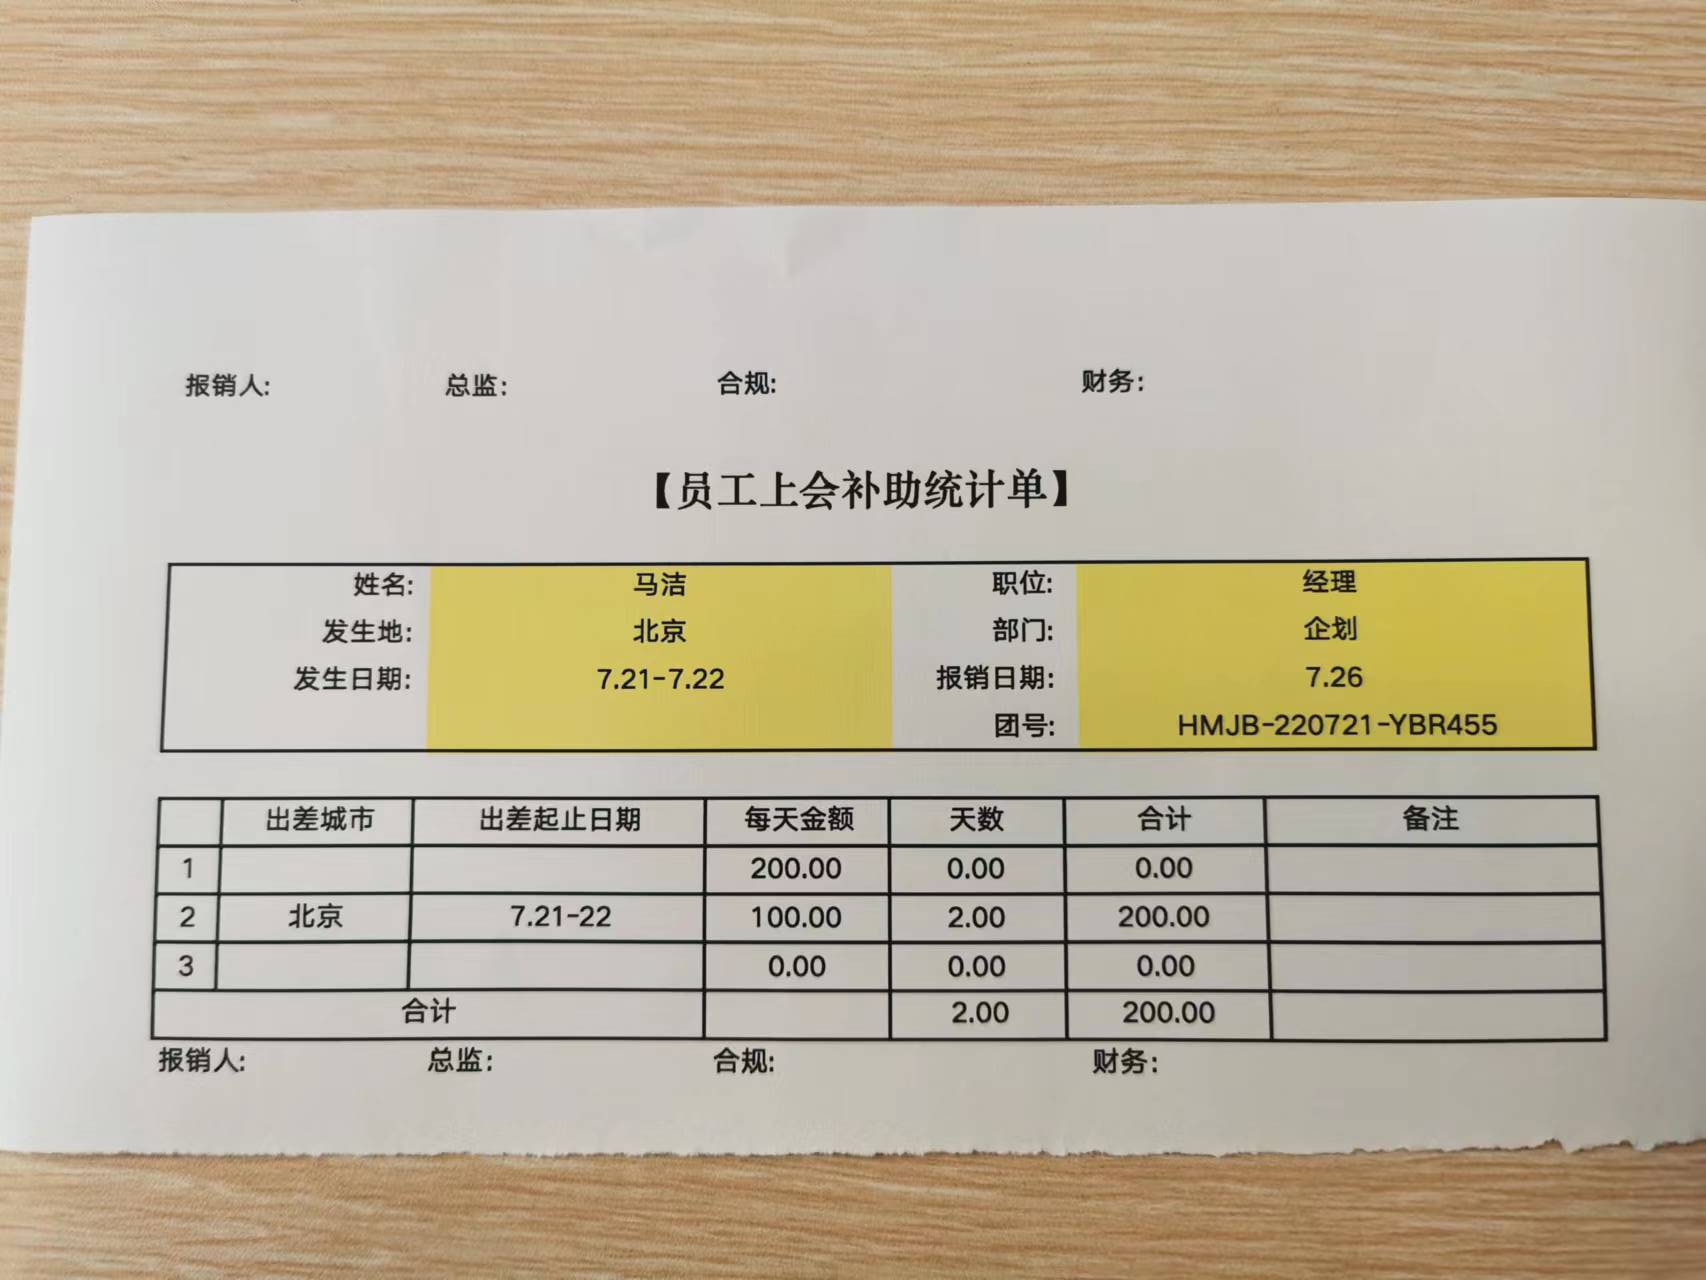 报销人: 总监: 合规: 财务:
【员工上会补助统计单】
姓名: 马洁 职位: 经理
发生地: 北京 部门: 企划
发生日期: 7.21-7.22 报销日期: 7.26
团号: HMJB-220721-YBR455
出差城市 出差起止日期 每天金额 天数 合计 备注
1 200.00 0.00 0.00
2 北京 7.21-22 100.00 2.00 200.00
3 0.00 0.00 0.00
合计 2.00 200.00
报销人: 总监: 合规: 财务: